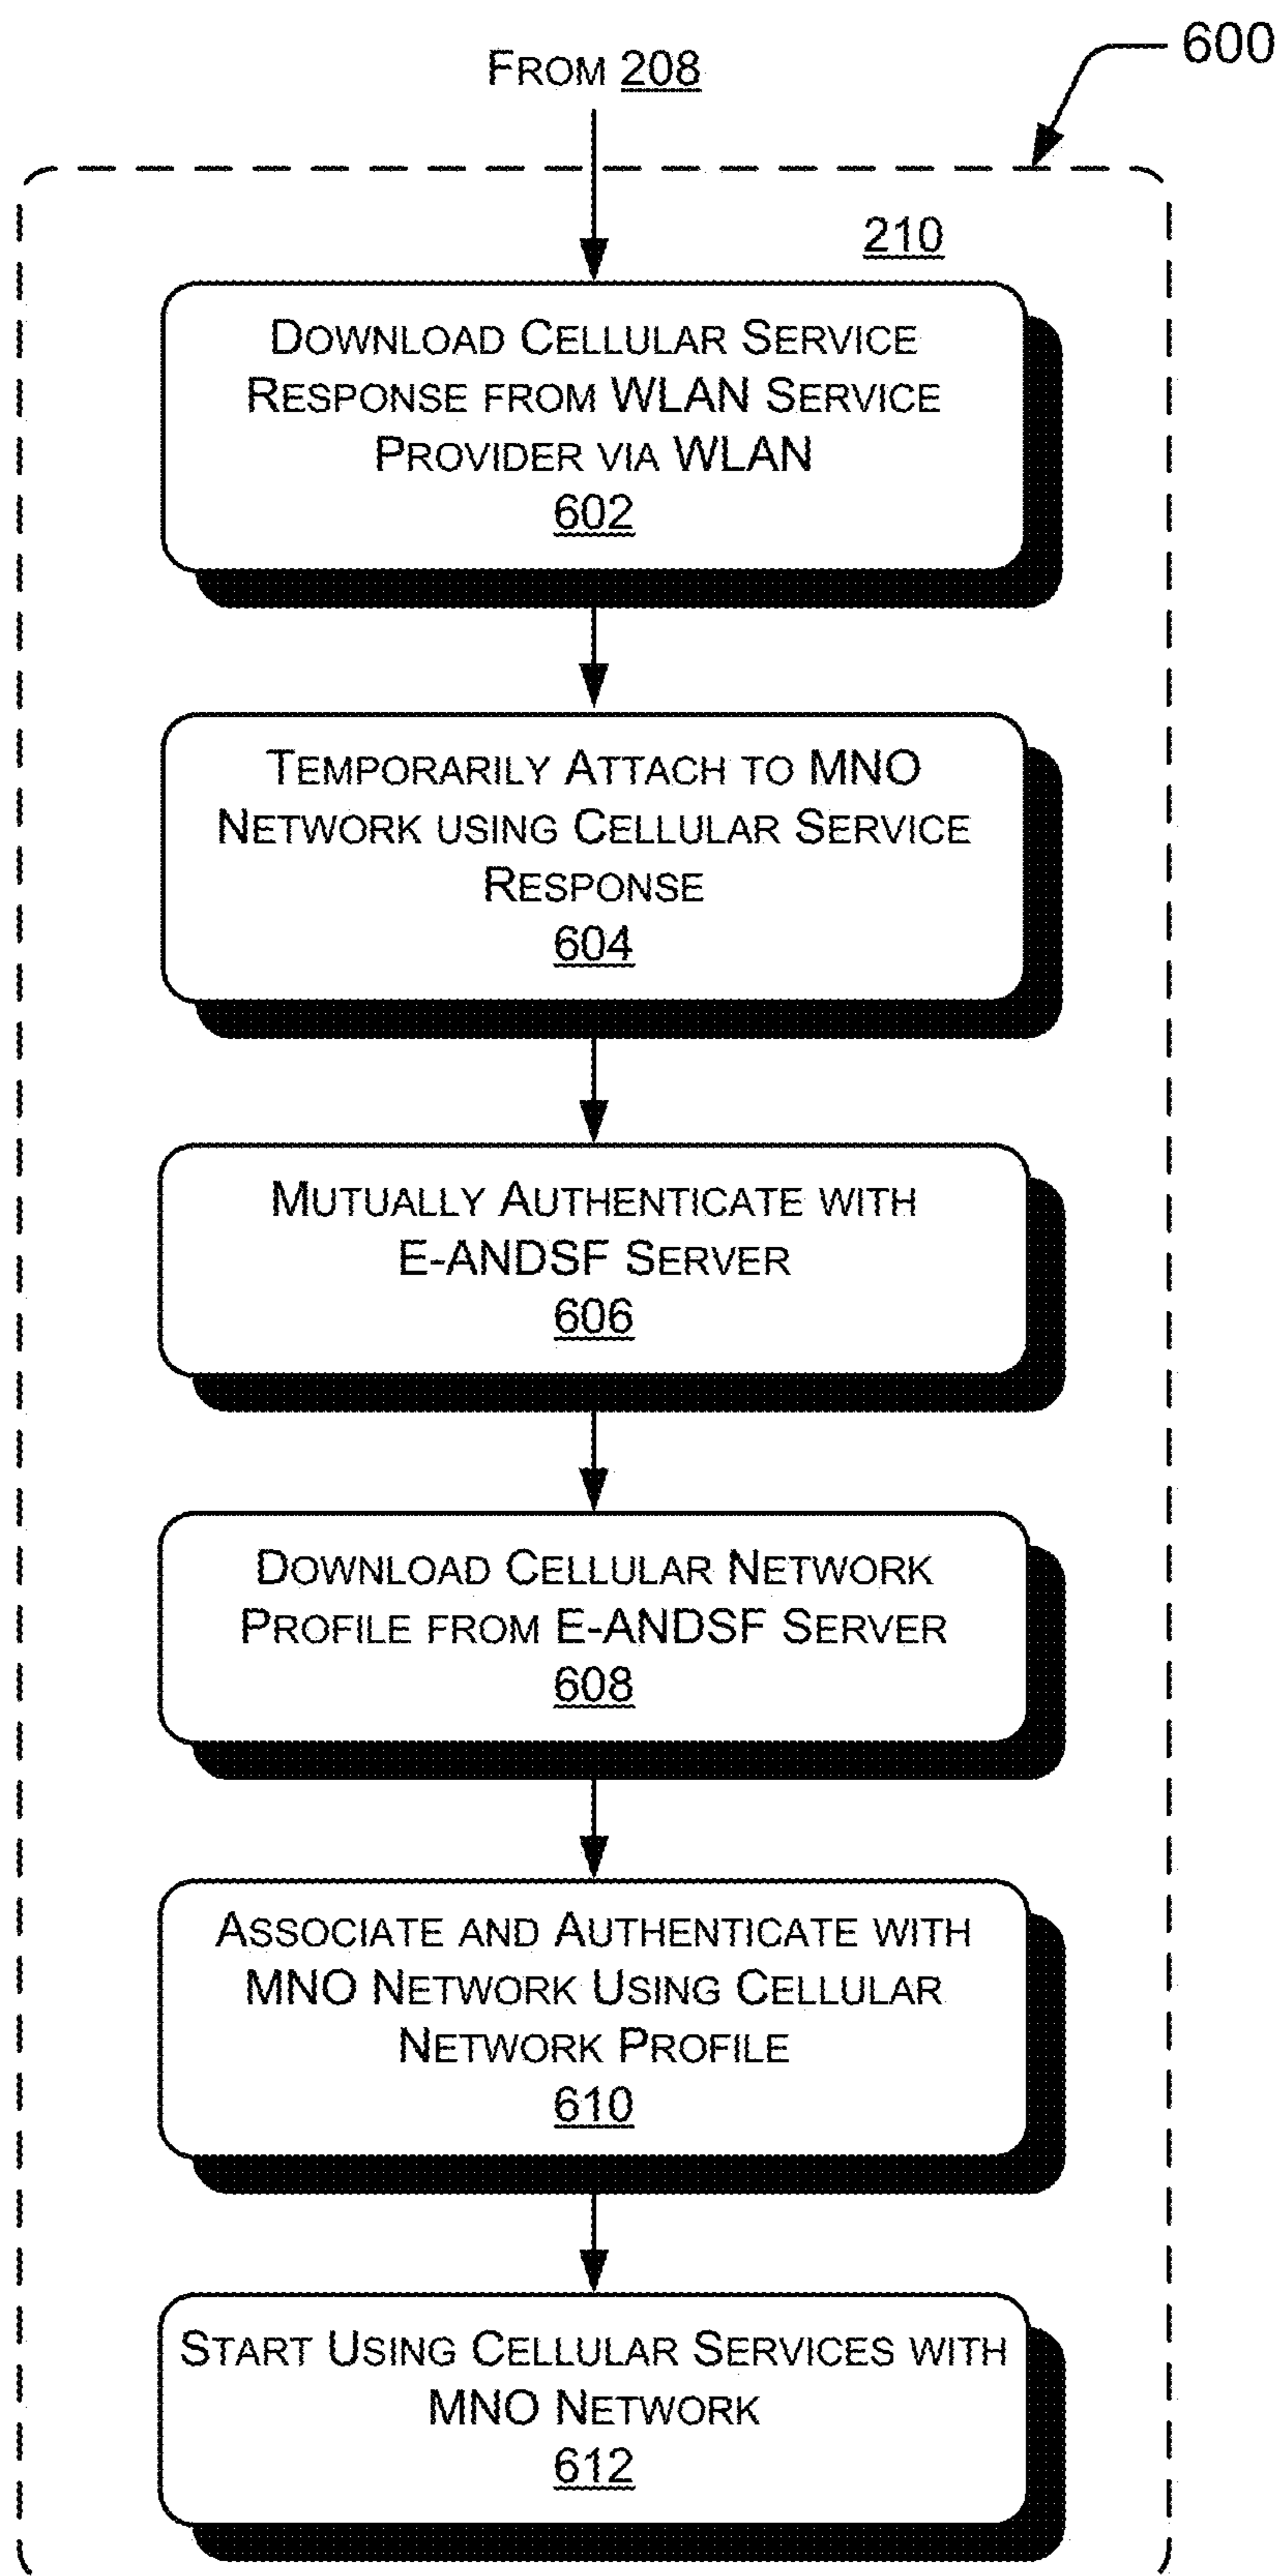 600
FROM 208
210
DOWNLOAD CELLULAR SERVICE
RESPONSE FROM WLAN SERVICE
PROVIDER VIA WLAN
602
TEMPORARILY ATTACH TO MNO
NETWORK USING CELLULAR SERVICE
RESPONSE
604
MUTUALLY AUTHENTICATE WITH
E-ANDSF SERVER
606
DOWNLOAD CELLULAR NETWORK
PROFILE FROM E-ANDSF SERVER
608
ASSOCIATE AND AUTHENTICATE WITH
MNO NETWORK USING CELLULAR
NETWORK PROFILE
610
START USING CELLULAR SERVICES WITH
MNO NETWORK
612